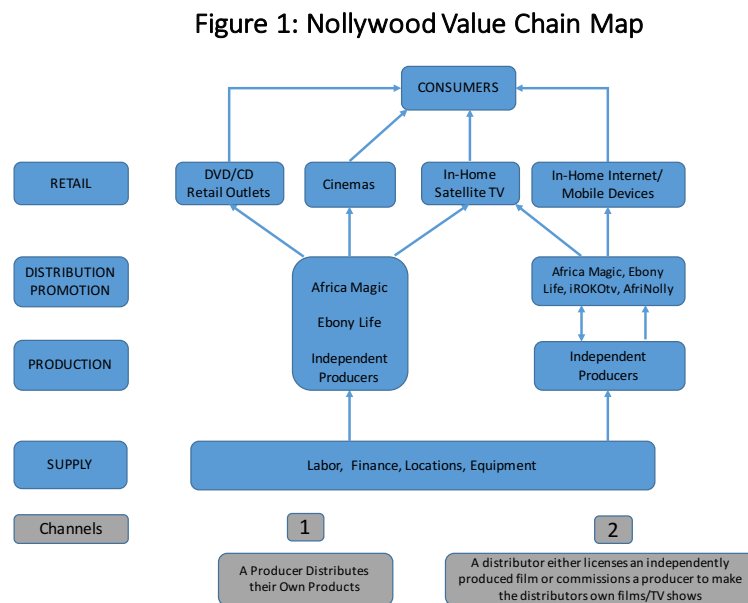 Figure 1: Nollywood Value Chain Map
CONSUMERS
RETAIL
DVD/CD
Retail Outlets
Cinemas
In-Home
Satellite TV
In-Home Internet/
Mobile Devices
DISTRIBUTION
PROMOTION
Africa Magic
Ebony Life
Independent
Producers
Africa Magic, Ebony
Life, iROKOtv, AfriNolly
PRODUCTION
Independent
Producers
SUPPLY
Labor, Finance, Locations, Equipment
Channels
1
2
A Producer Distributes
their Own Products
A distributor either licenses an independently
produced film or commissions a producer to make
the distributors own films/TV shows